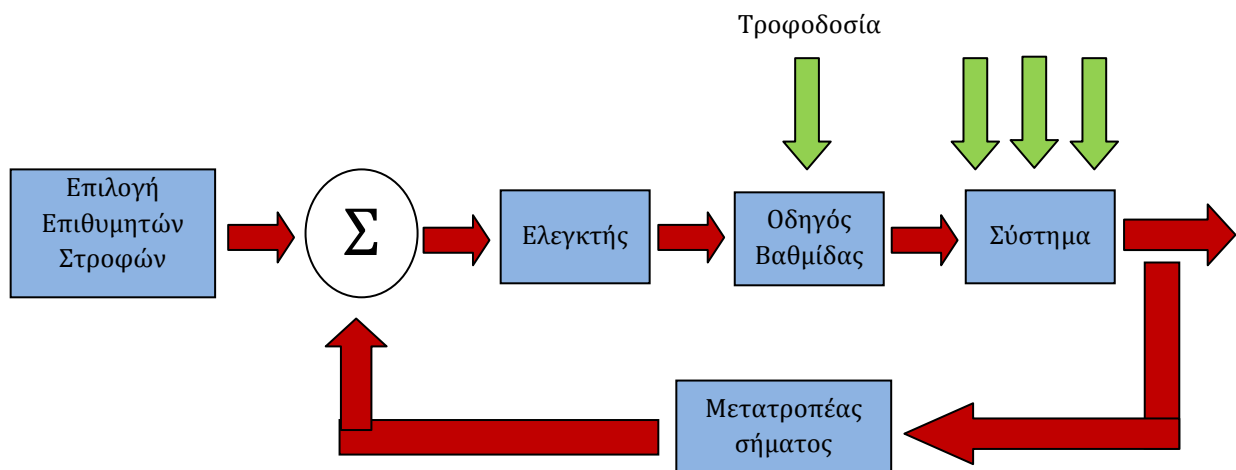 Τροφοδοσία
Επιλογή
Επιθυμητών
Στροφών
Σ
Ελεγκτής
Οδηγός
Βαθμίδας
Σύστημα
Μετατροπέας
σήματος